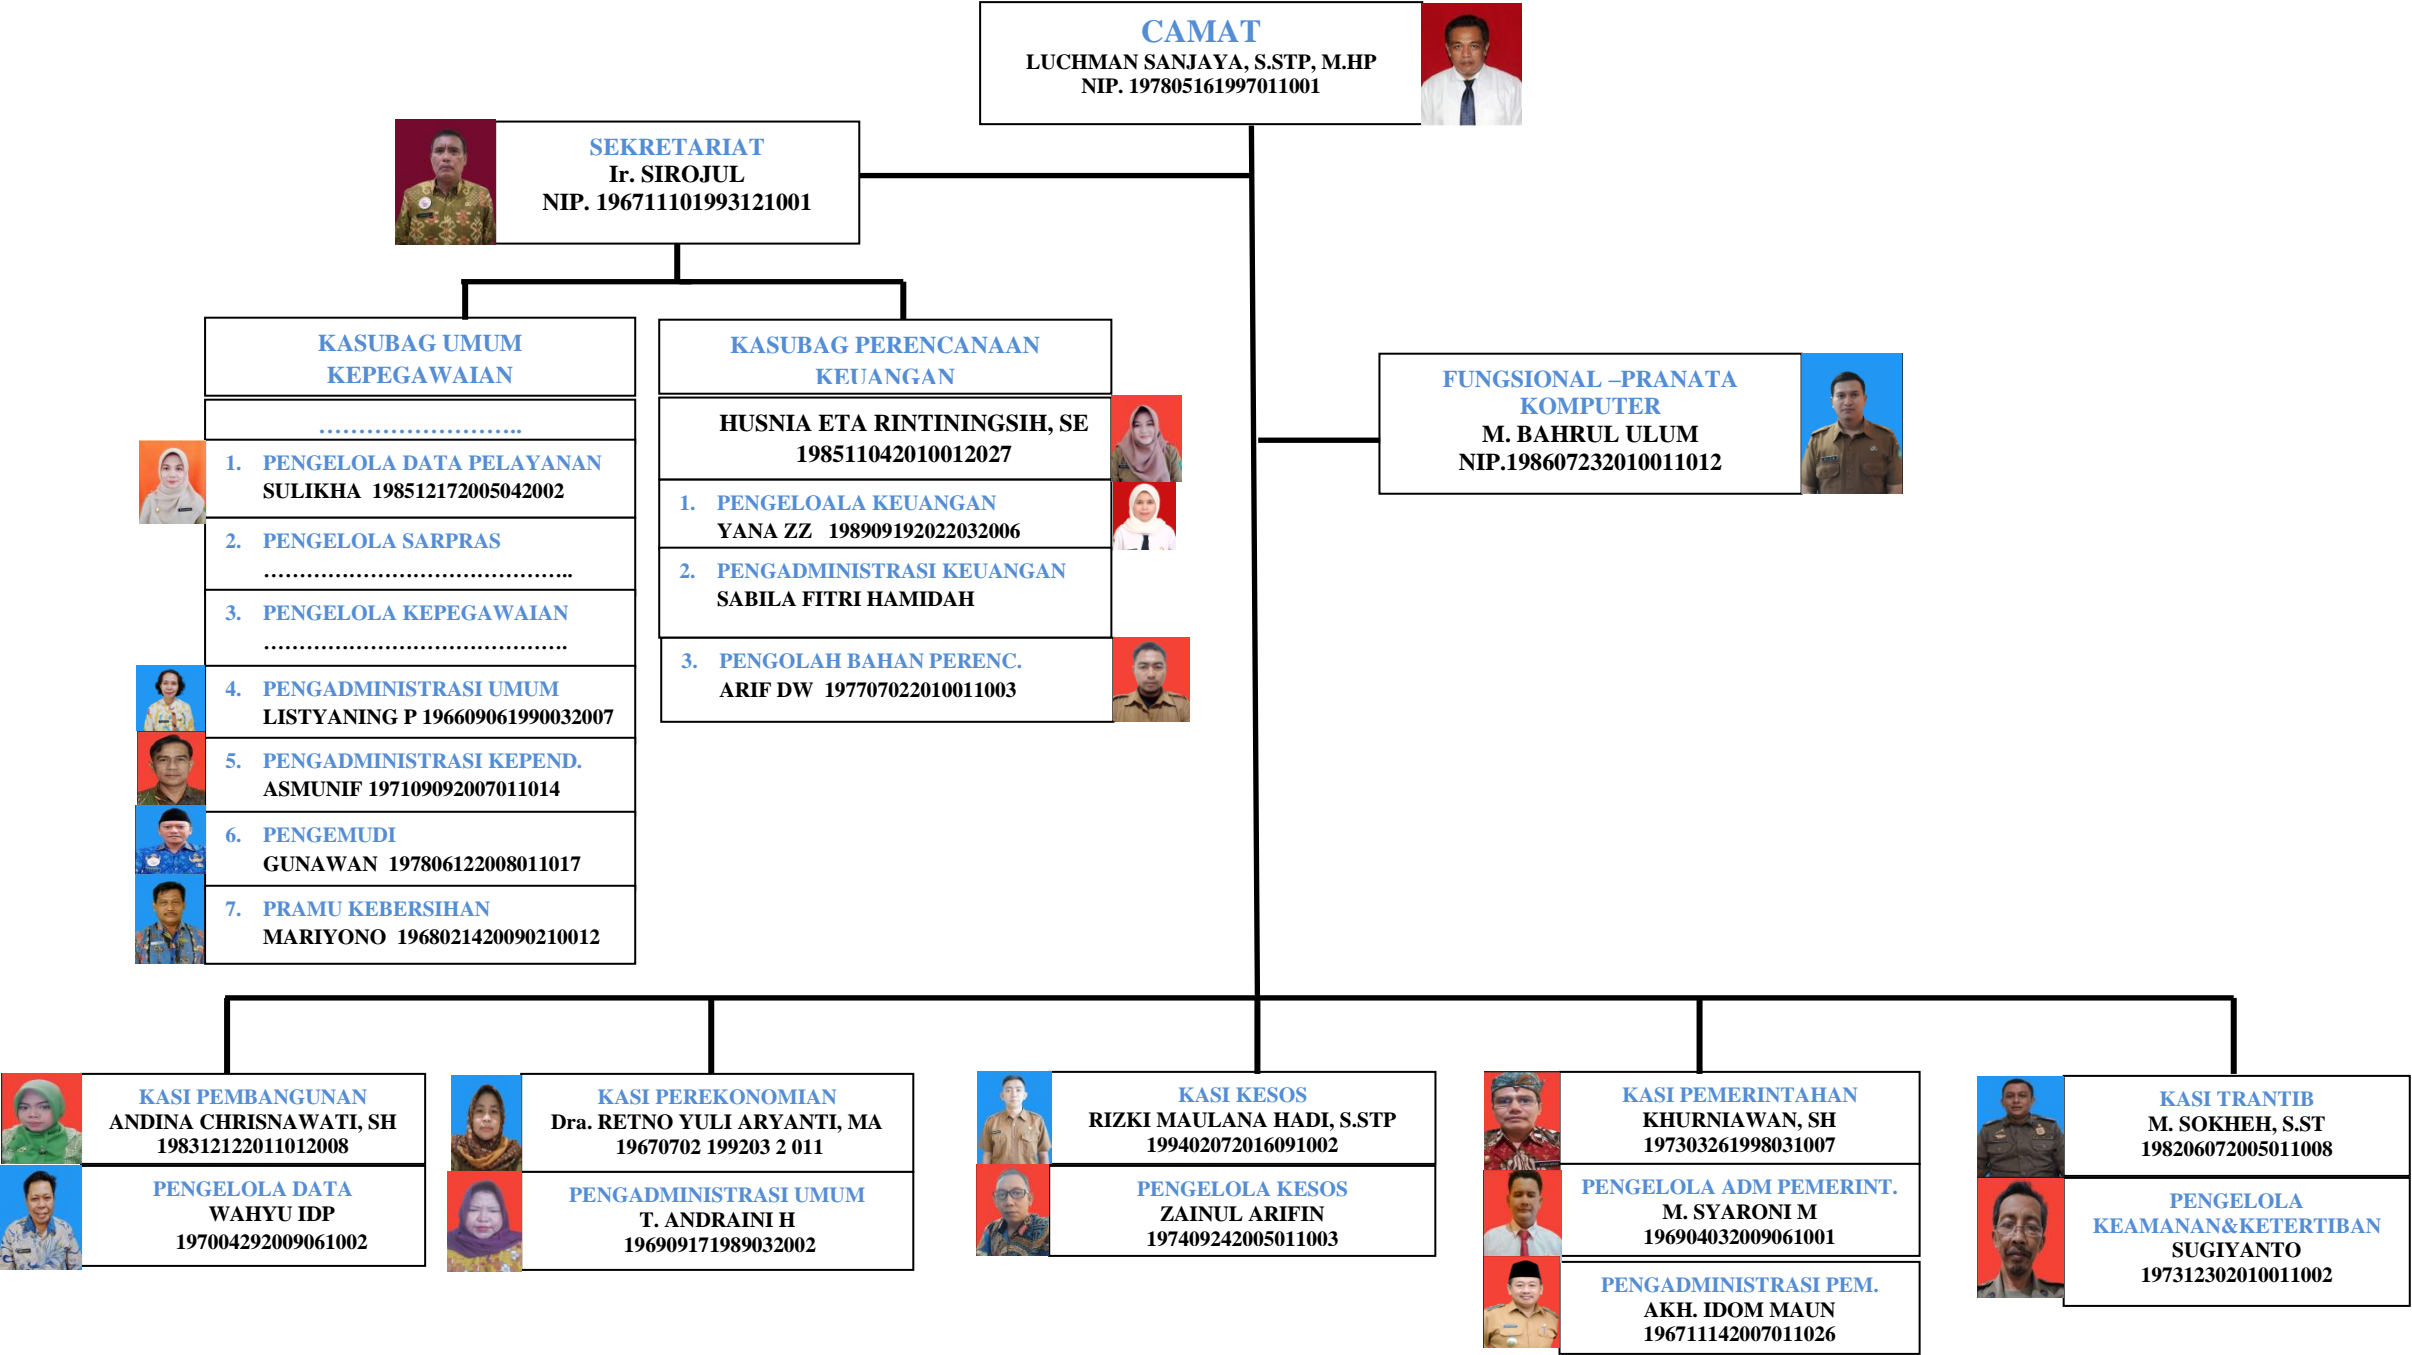 CAMAT
LUCHMAN SANJAYA, S.STP, M.HP
NIP. 197805161997011001
SEKRETARIAT
Ir. SIROJUL
NIP. 196711101993121001
KASUBAG UMUM
KEPEGAWAIAN
……………………..
1. PENGELOLA DATA PELAYANAN
SULIKHA 198512172005042002
2. PENGELOLA SARPRAS
……………………………………..
3. PENGELOLA KEPEGAWAIAN
…………………………………….
4. PENGADMINISTRASI UMUM
LISTYANING P 196609061990032007
5. PENGADMINISTRASI KEPEND.
ASMUNIF 197109092007011014
6. PENGEMUDI
GUNAWAN 197806122008011017
7. PRAMU KEBERSIHAN
MARIYONO 1968021420090210012
KASUBAG PERENCANAAN
KEUANGAN
HUSNIA ETA RINTININGSIH, SE
198511042010012027
1. PENGELOALA KEUANGAN
YANA ZZ 198909192022032006
2. PENGADMINISTRASI KEUANGAN
SABILA FITRI HAMIDAH
3. PENGOLAH BAHAN PERENC.
ARIF DW 197707022010011003
FUNGSIONAL –PRANATA
KOMPUTER
M. BAHRUL ULUM
NIP.198607232010011012
KASI PEMBANGUNAN
ANDINA CHRISNAWATI, SH
198312122011012008
PENGELOLA DATA
WAHYU IDP
197004292009061002
KASI PEREKONOMIAN
Dra. RETNO YULI ARYANTI, MA
19670702 199203 2 011
PENGADMINISTRASI UMUM
T. ANDRAINI H
196909171989032002
KASI KESOS
RIZKI MAULANA HADI, S.STP
199402072016091002
PENGELOLA KESOS
ZAINUL ARIFIN
197409242005011003
KASI PEMERINTAHAN
KHURNIAWAN, SH
197303261998031007
PENGELOLA ADM PEMERINT.
M. SYARONI M
196904032009061001
PENGADMINISTRASI PEM.
AKH. IDOM MAUN
196711142007011026
KASI TRANTIB
M. SOKHEH, S.ST
198206072005011008
PENGELOLA
KEAMANAN&KETERTIBAN
SUGIYANTO
197312302010011002